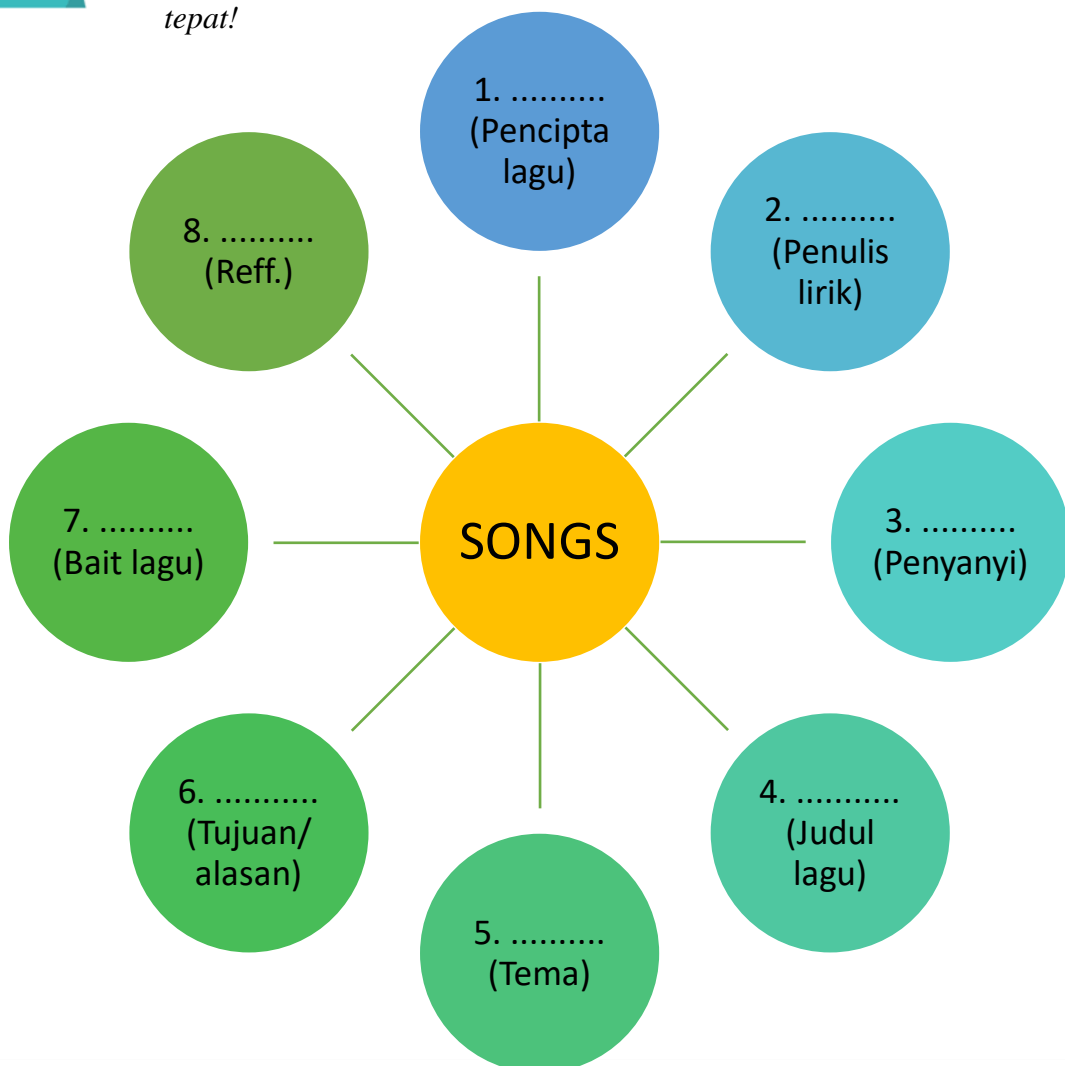 tepat!
1. ..........
(Pencipta
lagu)
2. ..........
(Penulis
lirik)
3. ..........
(Penyanyi)
4. ...........
(Judul
lagu)
5. ..........
(Tema)
6. ...........
(Tujuan/
alasan)
7. ..........
(Bait lagu)
8. ..........
(Reff.)
SONGS